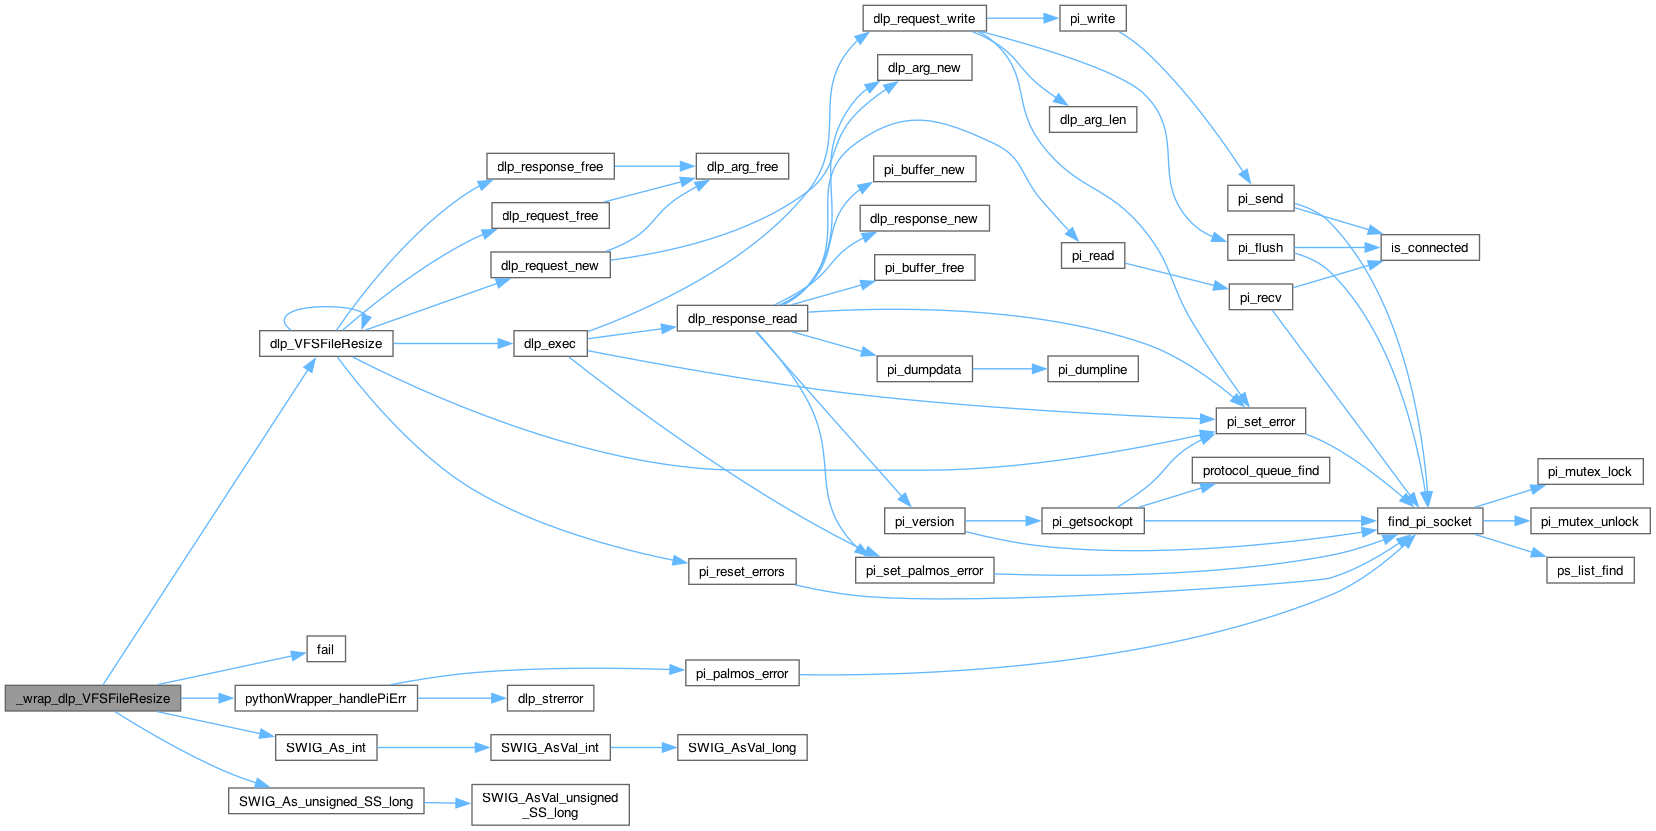 dlp_request_write
pi_write
dlp_arg_new
dlp_arg_len
dlp_response_free
dlp_arg_free
pi_buffer_new
pi_send
dlp_request_free
dlp_response_new
pi_flush
is_connected
dlp_request_new
pi_read
pi_buffer_free
pi_recv
dlp_response_read
dlp_VFSFileResize
dlp_exec
pi_dumpdata
pi_dumpline
pi_set_error
protocol_queue_find
pi_mutex_lock
pi_version
pi_getsockopt
find_pi_socket
pi_mutex_unlock
pi_reset_errors
pi_set_palmos_error
ps_list_find
fail
pi_palmos_error
_wrap_dlp_VFSFileResize
pythonWrapper_handlePiErr
dlp_strerror
SWIG_As_int
SWIG_AsVal_int
SWIG_AsVal_long
SWIG_As_unsigned_SS_long
SWIG_AsVal_unsigned
_SS_long